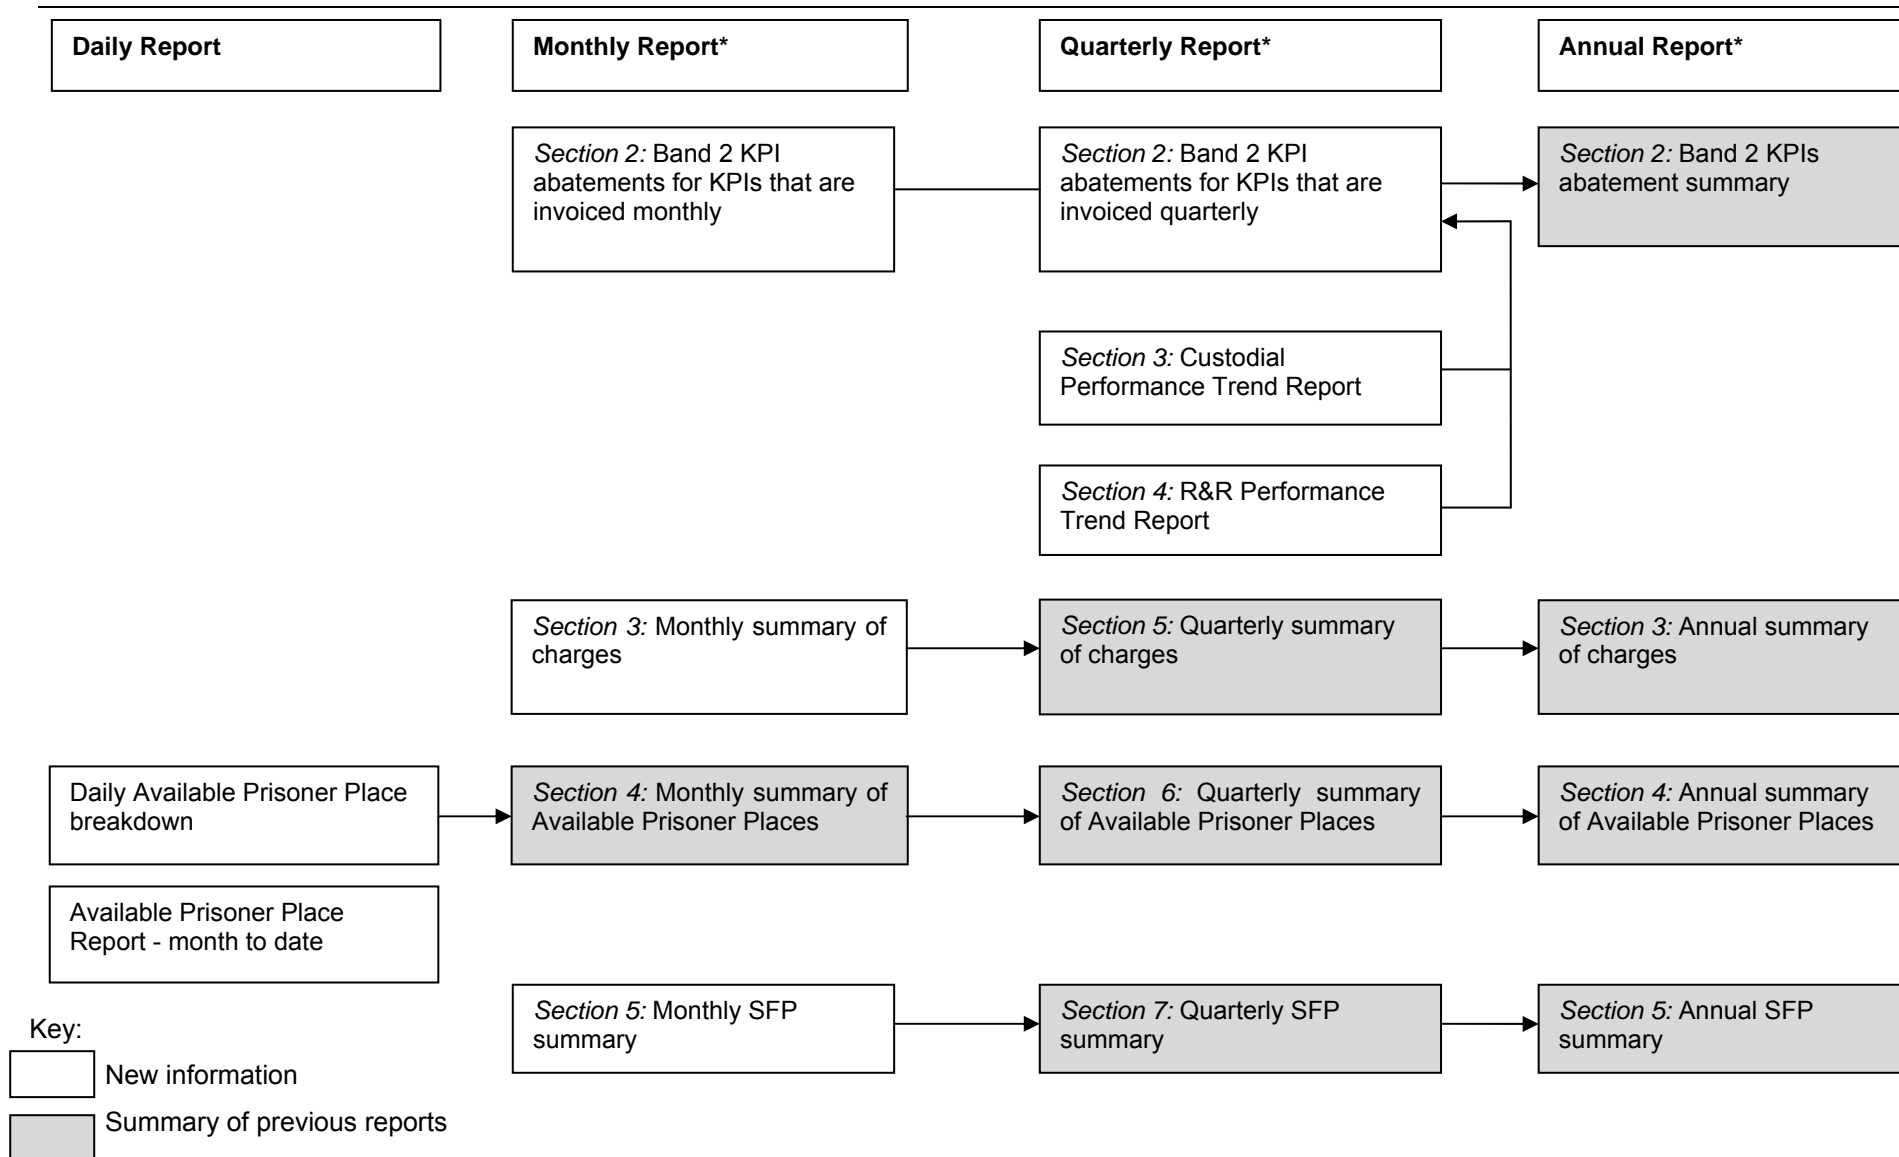 Daily Report
Monthly Report*
Quarterly Report*
Annual Report*
Section 2: Band 2 KPI
abatements for KPIs that are
invoiced monthly
Section 2: Band 2 KPI
abatements for KPIs that are
invoiced quarterly
Section 2: Band 2 KPIs
abatement summary
Section 3: Custodial
Performance Trend Report
Section 4: R&R Performance
Trend Report
Section 3: Monthly summary of
charges
Section 5: Quarterly summary
of charges
Section 3: Annual summary
of charges
Daily Available Prisoner Place
breakdown
Section 4: Monthly summary of
Available Prisoner Places
Section 6: Quarterly summary
of Available Prisoner Places
Section 4: Annual summary
of Available Prisoner Places
Available Prisoner Place
Report - month to date
Section 5: Monthly SFP
summary
Section 7: Quarterly SFP
summary
Section 5: Annual SFP
summary
Key:
New information
Summary of previous reports